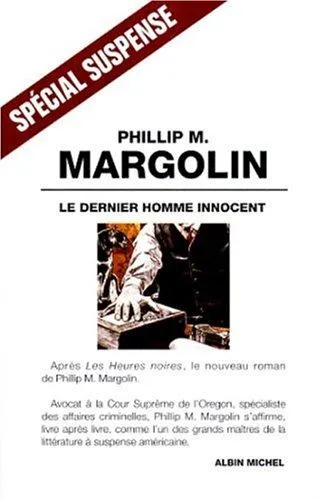 SPÉCIAL SUSPENSE
PHILLIP M.
MARGOLIN
LE DERNIER HOMME INNOCENT
Après Les Heures noires, le nouveau roman
de Phillip M. Margolin.
Avocat à la Cour Suprême de l'Oregon, spécialiste
des affaires criminelles, Phillip M. Margolin s'affirme,
livre après livre, comme l'un des grands maîtres de la
littérature à suspense américaine.
ALBIN MICHEL